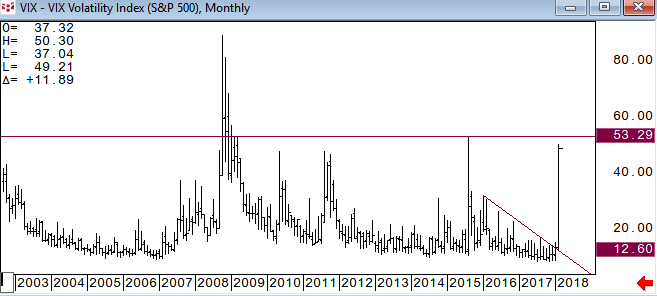 VIX - VIX Volatility Index (S&P 500), Monthly
O= 37.32
H= 50.30
L= 37.04
L= 49.21
Δ= +11.89
80.00
60.00
53.29
40.00
20.00
12.60
2003 2004 2005 2006 2007 2008 2009 2010 2011 2012 2013 2014 2015 2016 2017 2018